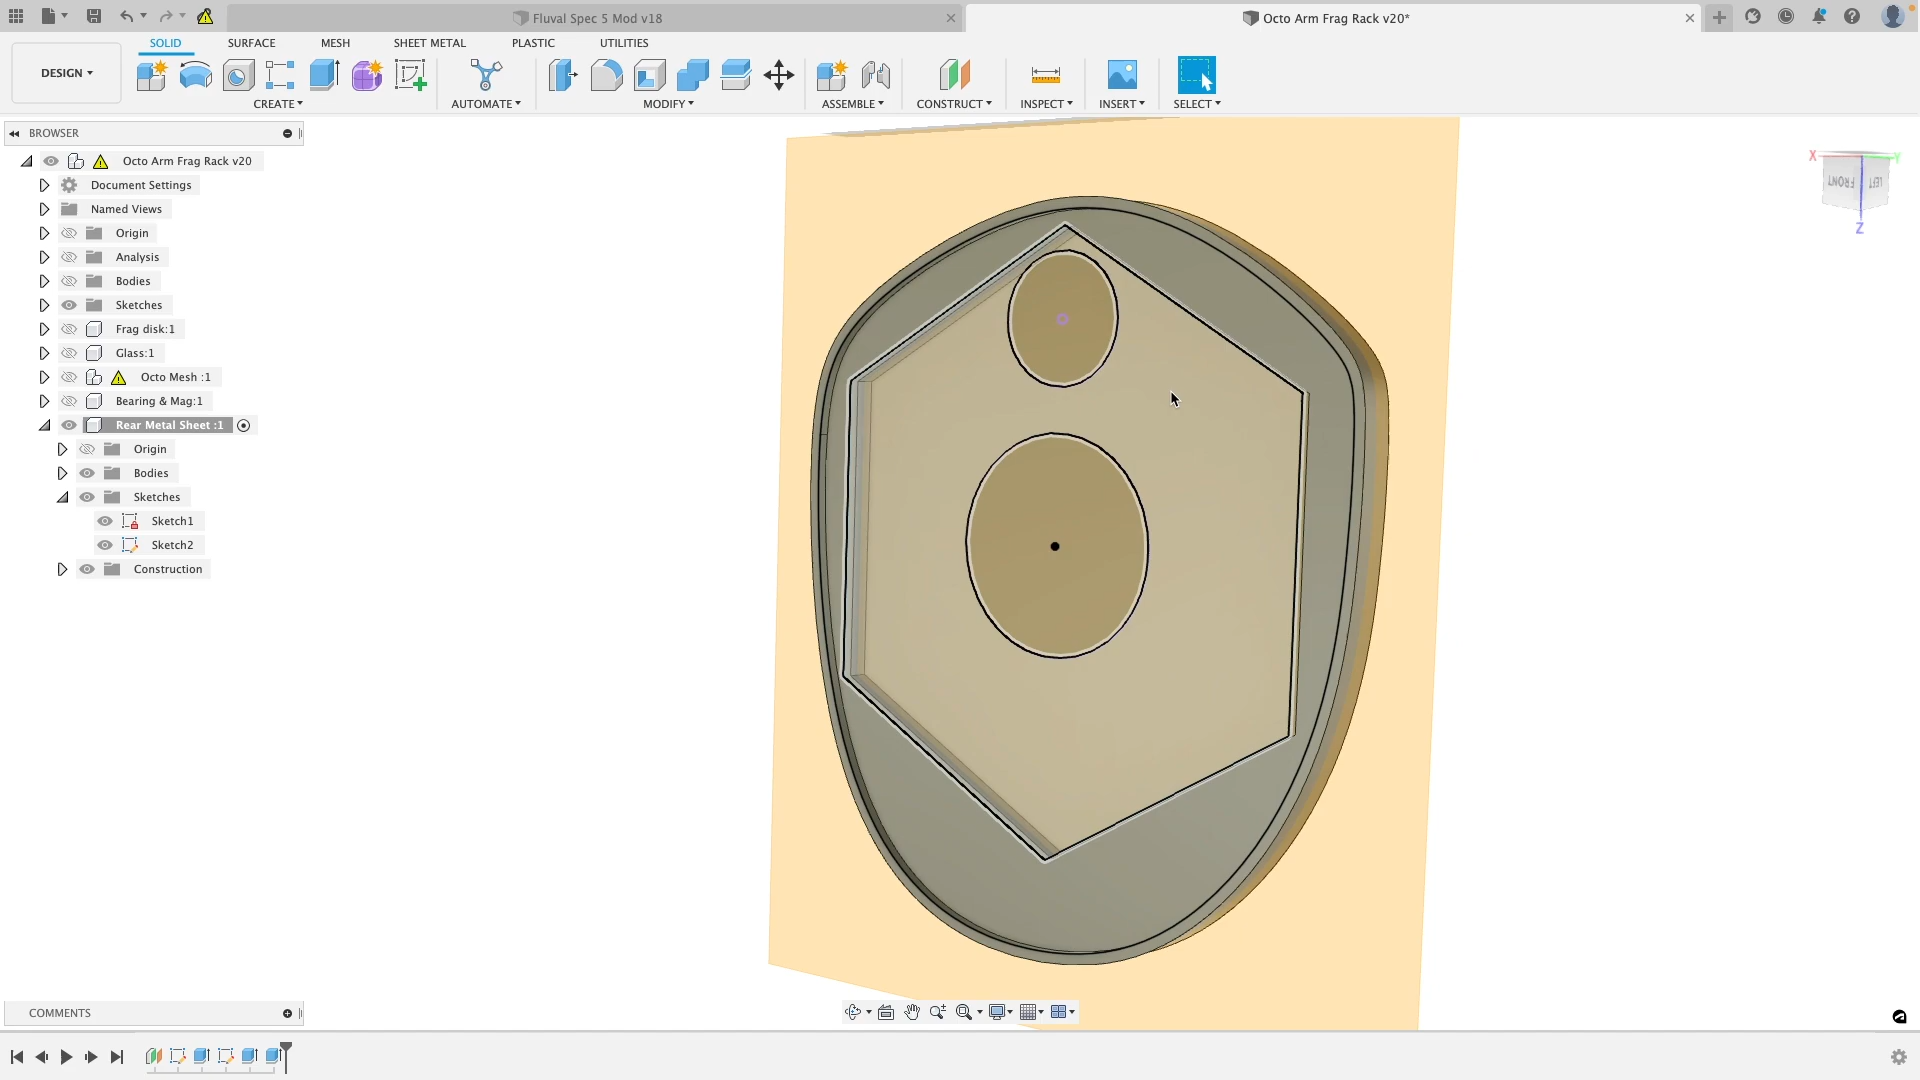 Fluval Spec 5 Mod v18
Octo Arm Frag Rack v20*
SOLID SURFACE MESH SHEET METAL PLASTIC UTILITIES
DESIGN
CREATE AUTOMATE MODIFY ASSEMBLE CONSTRUCT INSPECT INSERT SELECT
BROWSER
Octo Arm Frag Rack v20
Document Settings
Named Views
Origin
Analysis
Bodies
Sketches
Frag disk:1
Glass:1
Octo Mesh :1
Bearing & Mag:1
Rear Metal Sheet :1
Origin
Bodies
Sketches
Sketch1
Sketch2
Construction
X Y
FRONT LEFT
Z
COMMENTS